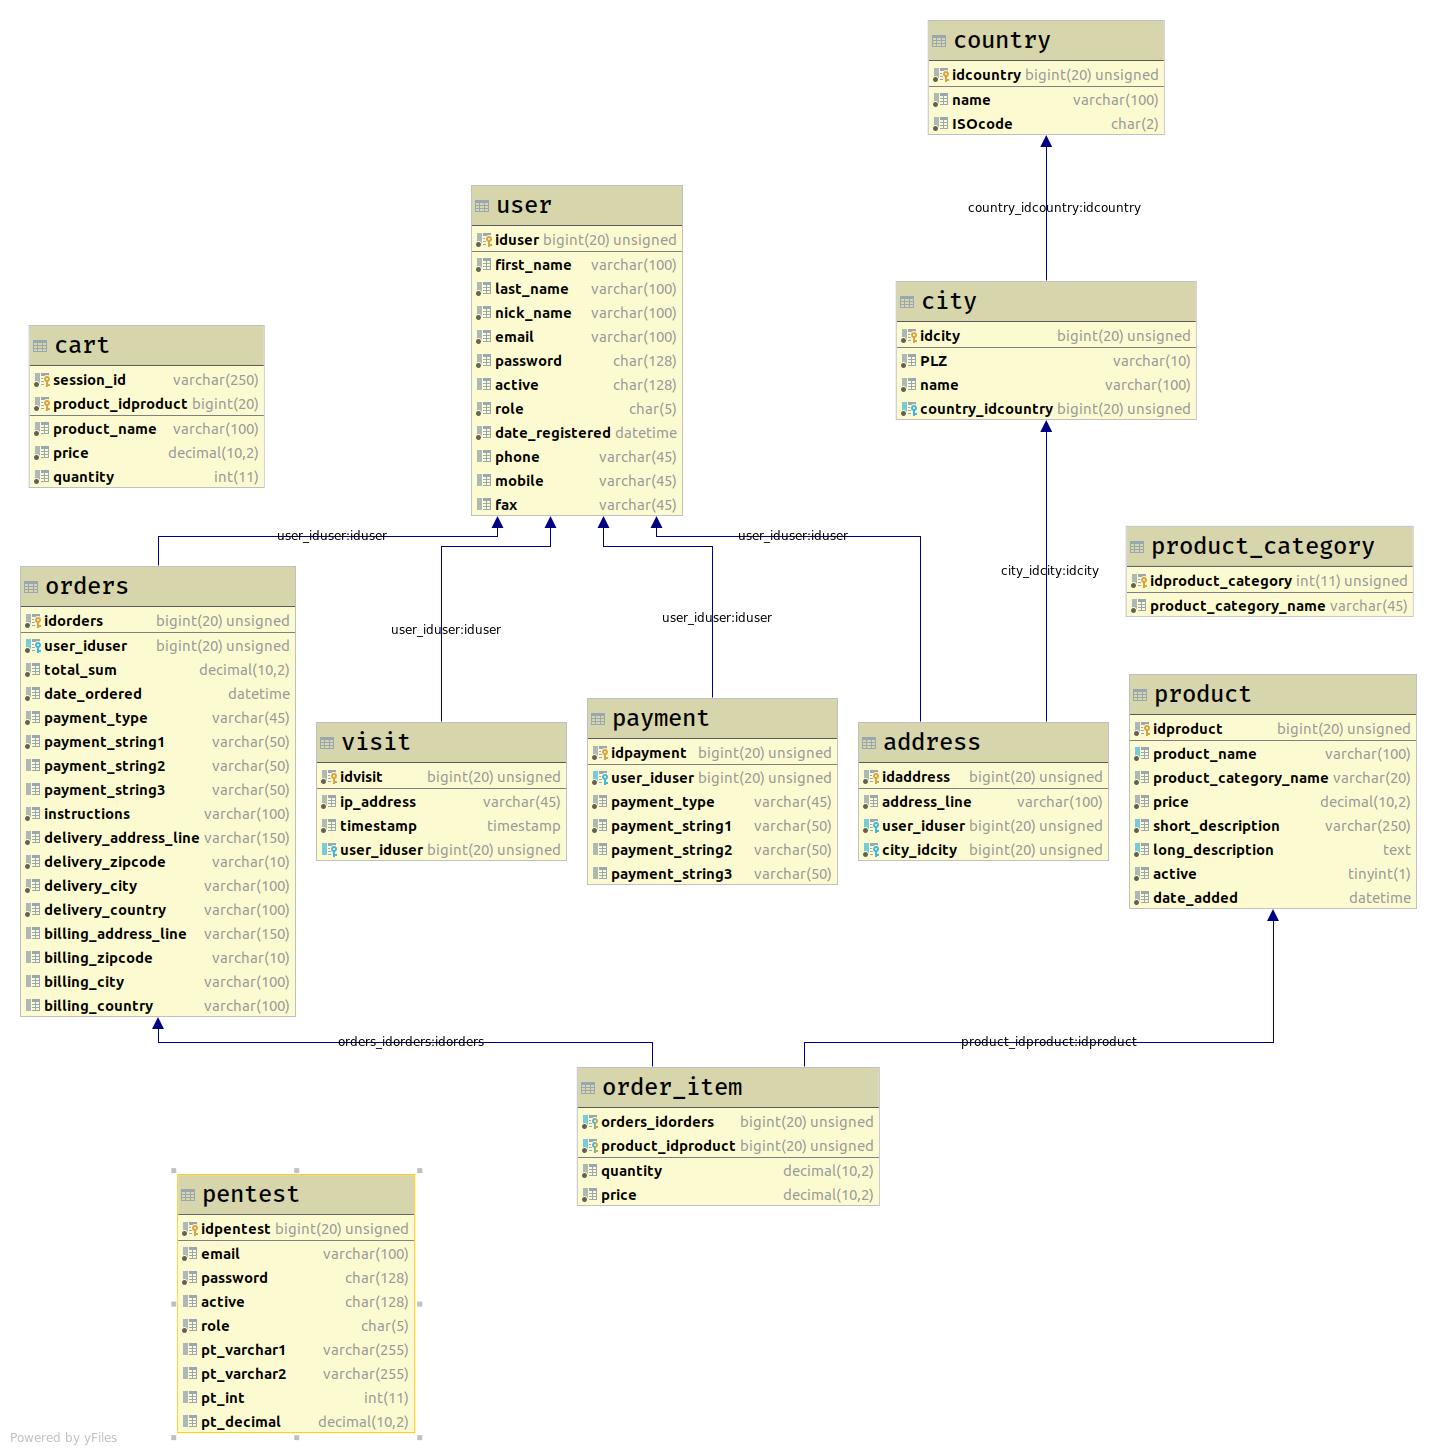 country
idcountry bigint(20) unsigned
name varchar(100)
ISOcode char(2)
country_idcountry:idcountry
user
iduser bigint(20) unsigned
first_name varchar(100)
last_name varchar(100)
nick_name varchar(100)
email varchar(100)
password char(128)
active char(128)
role char(5)
date_registered datetime
phone varchar(45)
mobile varchar(45)
fax varchar(45)
city
idcity bigint(20) unsigned
PLZ varchar(10)
name varchar(100)
country_idcountry bigint(20) unsigned
cart
session_id varchar(250)
product_idproduct bigint(20)
product_name varchar(100)
price decimal(10,2)
quantity int(11)
user_iduser:iduser
user_iduser:iduser
user_iduser:iduser
user_iduser:iduser
city_idcity:idcity
product_category
idproduct_category int(11) unsigned
product_category_name varchar(45)
orders
idorders bigint(20) unsigned
user_iduser bigint(20) unsigned
total_sum decimal(10,2)
date_ordered datetime
payment_type varchar(45)
payment_string1 varchar(50)
payment_string2 varchar(50)
payment_string3 varchar(50)
instructions varchar(100)
delivery_address_line varchar(150)
delivery_zipcode varchar(10)
delivery_city varchar(100)
delivery_country varchar(100)
billing_address_line varchar(150)
billing_zipcode varchar(10)
billing_city varchar(100)
billing_country varchar(100)
visit
idvisit bigint(20) unsigned
ip_address varchar(45)
timestamp timestamp
user_iduser bigint(20) unsigned
payment
idpayment bigint(20) unsigned
user_iduser bigint(20) unsigned
payment_type varchar(45)
payment_string1 varchar(50)
payment_string2 varchar(50)
payment_string3 varchar(50)
address
idaddress bigint(20) unsigned
address_line varchar(100)
user_iduser bigint(20) unsigned
city_idcity bigint(20) unsigned
product
idproduct bigint(20) unsigned
product_name varchar(100)
product_category_name varchar(20)
price decimal(10,2)
short_description varchar(250)
long_description text
active tinyint(1)
date_added datetime
orders_idorders:idorders
product_idproduct:idproduct
order_item
orders_idorders bigint(20) unsigned
product_idproduct bigint(20) unsigned
quantity decimal(10,2)
price decimal(10,2)
pentest
idpentest bigint(20) unsigned
email varchar(100)
password char(128)
active char(128)
role char(5)
pt_varchar1 varchar(255)
pt_varchar2 varchar(255)
pt_int int(11)
pt_decimal decimal(10,2)
Powered by yFiles